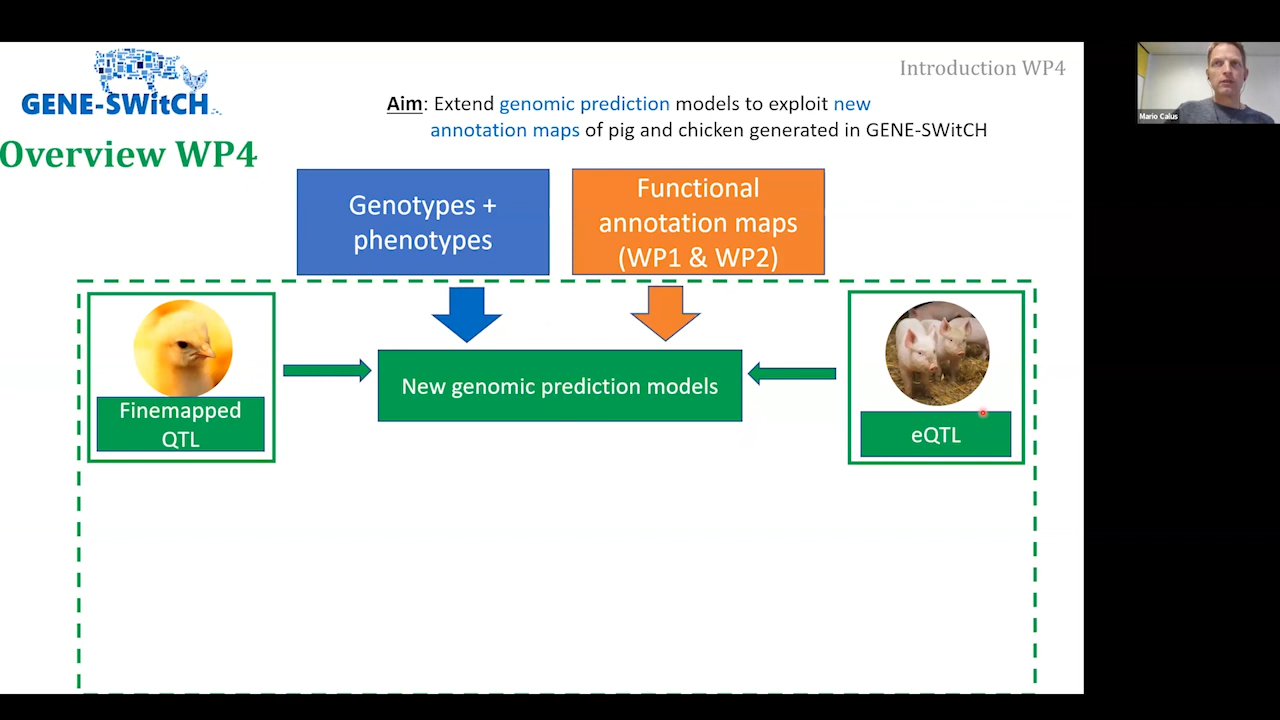 Introduction WP4
GENE-SWitCH
Aim: Extend genomic prediction models to exploit new
annotation maps of pig and chicken generated in GENE-SWitCH
Overview WP4
Genotypes +
phenotypes
Functional
annotation maps
(WP1 & WP2)
Finemapped
QTL
New genomic prediction models
eQTL
Mario Calus